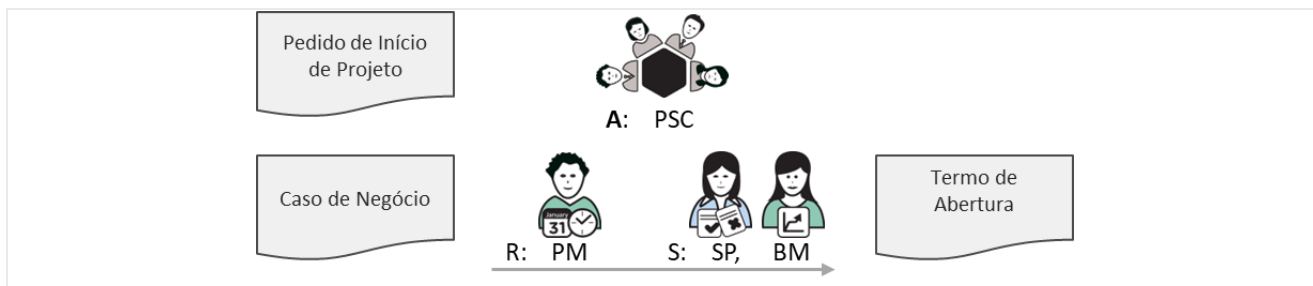 Pedido de Início
de Projeto
A: PSC
Caso de Negócio
January
31
R: PM
S: SP, BM
Termo de
Abertura